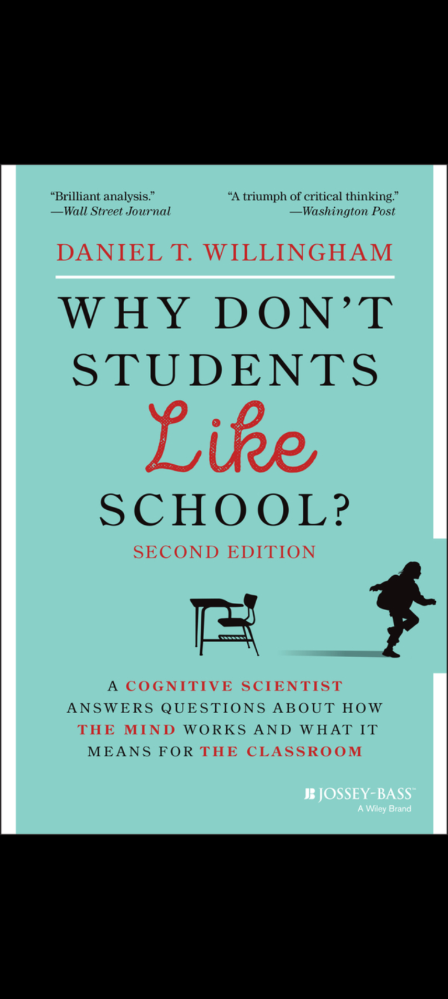 “Brilliant analysis.”
—Wall Street Journal
“A triumph of critical thinking.”
—Washington Post
DANIEL T. WILLINGHAM
WHY DON’T
STUDENTS
Like
SCHOOL?
SECOND EDITION
A COGNITIVE SCIENTIST
ANSWERS QUESTIONS ABOUT HOW
THE MIND WORKS AND WHAT IT
MEANS FOR THE CLASSROOM
JB JOSSEY-BASS™
A Wiley Brand